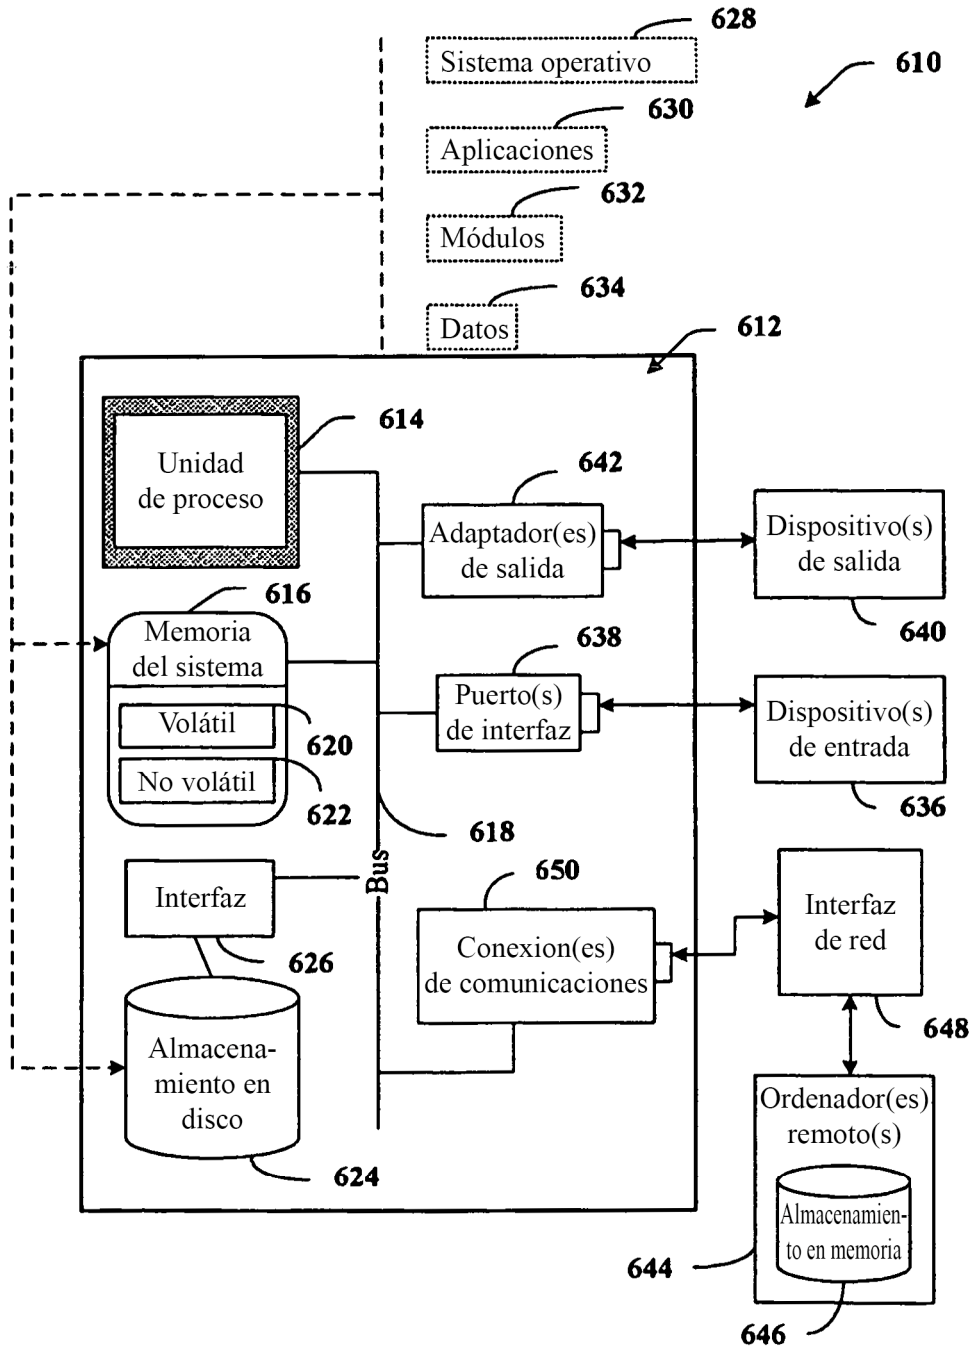 628
Sistema operativo
610
630
Aplicaciones
632
Módulos
634
Datos
612
614
Unidad
de proceso
642
Adaptador(es)
de salida
Dispositivo(s)
de salida
640
616
Memoria
del sistema
638
Puerto(s)
de interfaz
Dispositivo(s)
de entrada
636
Volátil
620
No volátil
622
618
Bus
650
Interfaz
626
Conexion(es)
de comunicaciones
Interfaz
de red
648
Almacena-
miento en
disco
624
Ordenador(es)
remoto(s)
Almacenamien-
to en memoria
644
646